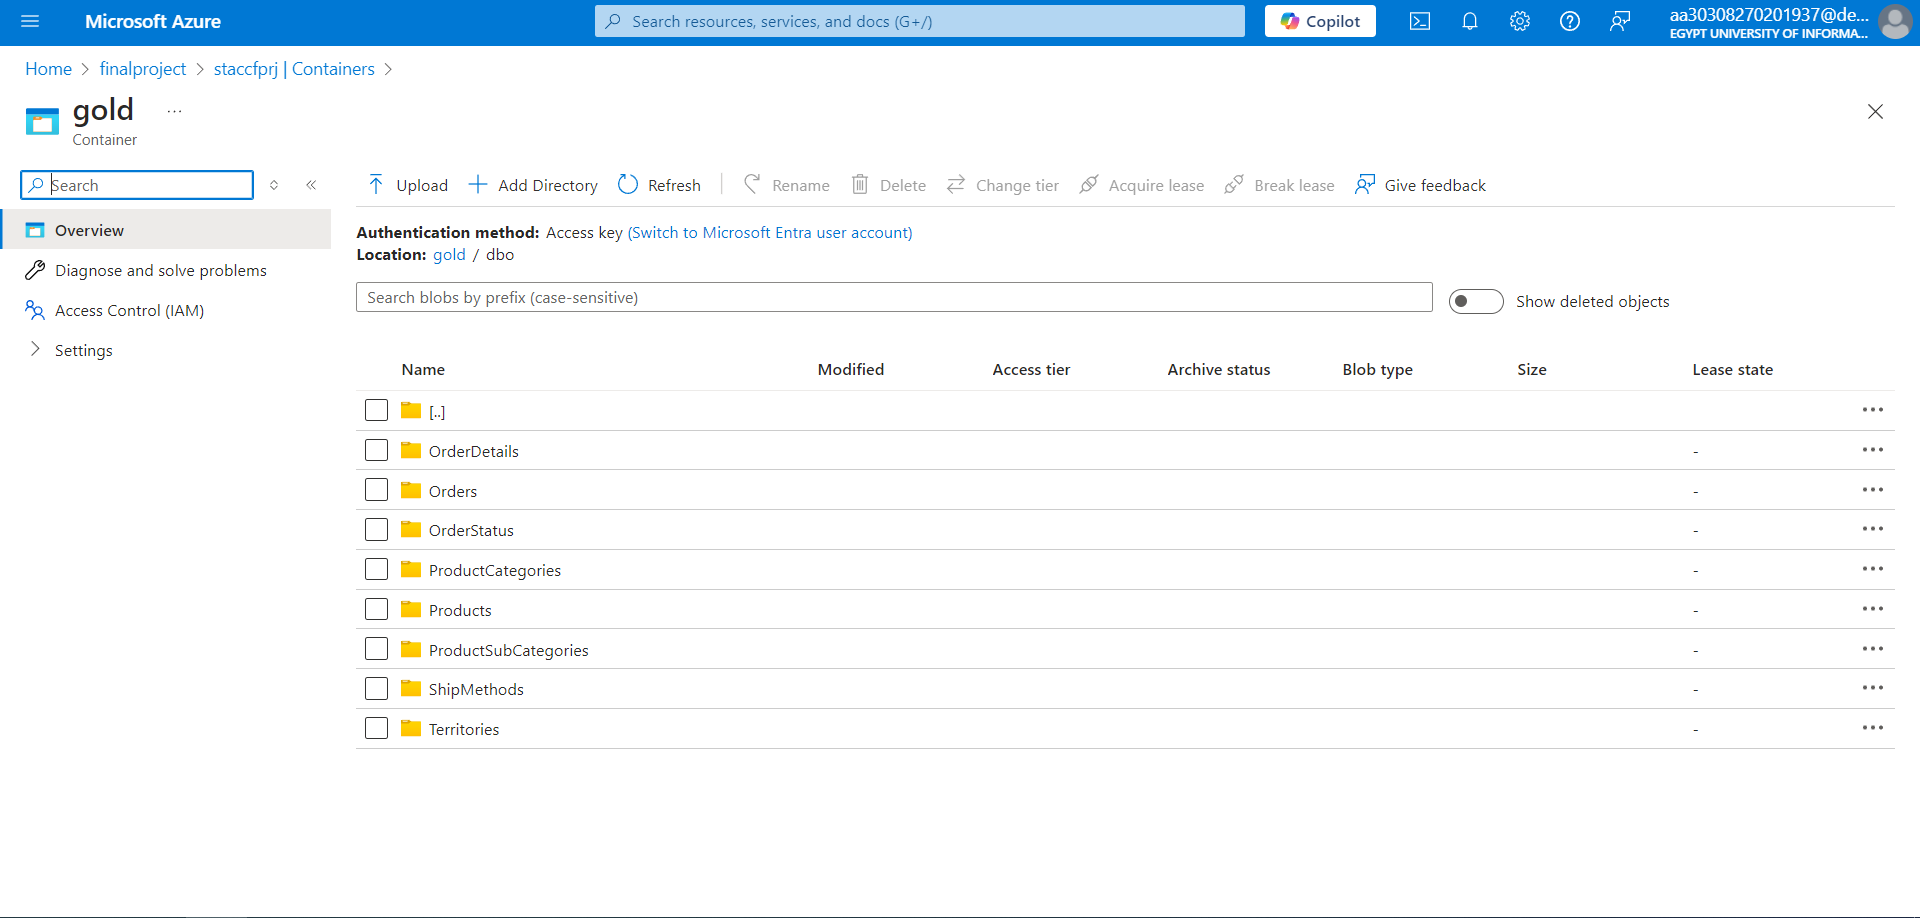 Microsoft Azure
Search resources, services, and docs (G+/)
Copilot
aa30308270201937@de...
EGYPT UNIVERSITY OF INFORMA...
Home > finalproject > staccfprj | Containers >
gold ...
Container
Search
Upload
Add Directory
Refresh
Rename
Delete
Change tier
Acquire lease
Break lease
Give feedback
Overview
Diagnose and solve problems
Access Control (IAM)
Settings
Authentication method: Access key (Switch to Microsoft Entra user account)
Location: gold / dbo
Search blobs by prefix (case-sensitive)
Show deleted objects
Name Modified Access tier Archive status Blob type Size Lease state
[..]
OrderDetails -
Orders -
OrderStatus -
ProductCategories -
Products -
ProductSubCategories -
ShipMethods -
Territories -